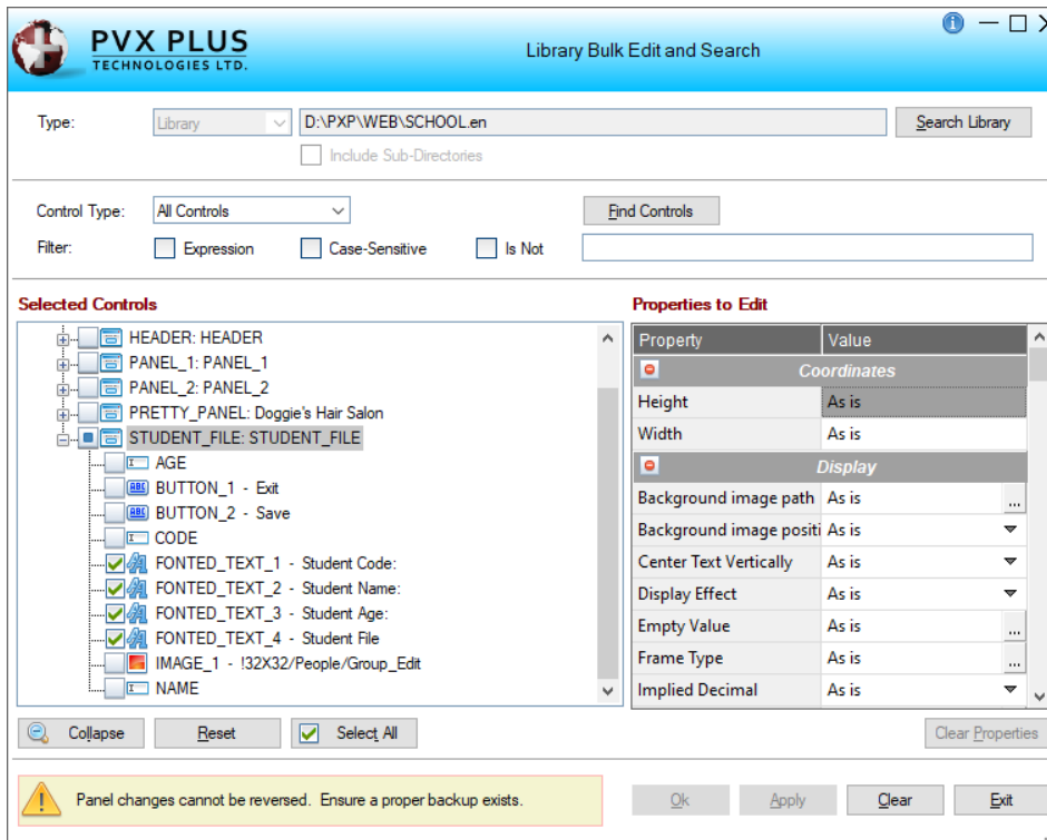 PVX PLUS
TECHNOLOGIES LTD.
Library Bulk Edit and Search
Type: Library D:\PXP\WEB\SCHOOL.en Search Library
Include Sub-Directories
Control Type: All Controls Find Controls
Filter: Expression Case-Sensitive Is Not
Selected Controls
HEADER: HEADER
PANEL_1: PANEL_1
PANEL_2: PANEL_2
PRETTY_PANEL: Doggie's Hair Salon
STUDENT_FILE: STUDENT_FILE
AGE
BUTTON_1 - Exit
BUTTON_2 - Save
CODE
FONTED_TEXT_1 - Student Code:
FONTED_TEXT_2 - Student Name:
FONTED_TEXT_3 - Student Age:
FONTED_TEXT_4 - Student File
IMAGE_1 - !32X32/People/Group_Edit
NAME
Properties to Edit
Property Value
Coordinates
Height As is
Width As is
Display
Background image path As is ...
Background image positi As is
Center Text Vertically As is
Display Effect As is
Empty Value As is ...
Frame Type As is ...
Implied Decimal As is
Collapse Reset Select All Clear Properties
Panel changes cannot be reversed. Ensure a proper backup exists.
Ok Apply Clear Exit